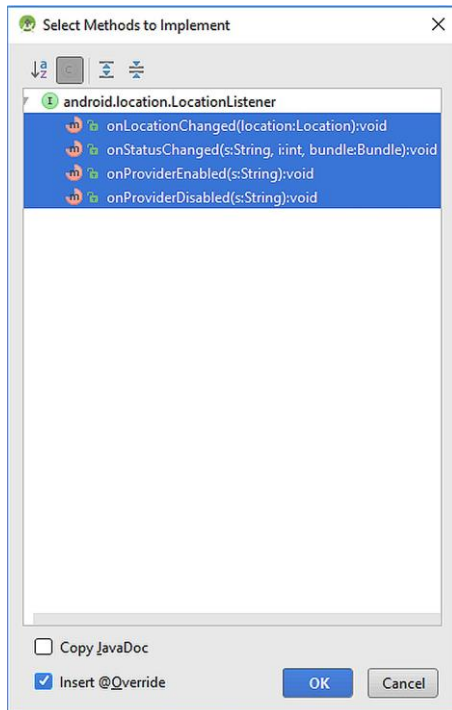 Select Methods to Implement
android.location.LocationListener
onLocationChanged(location:Location):void
onStatusChanged(s:String, i:int, bundle:Bundle):void
onProviderEnabled(s:String):void
onProviderDisabled(s:String):void
Copy JavaDoc
Insert @Override
OK
Cancel